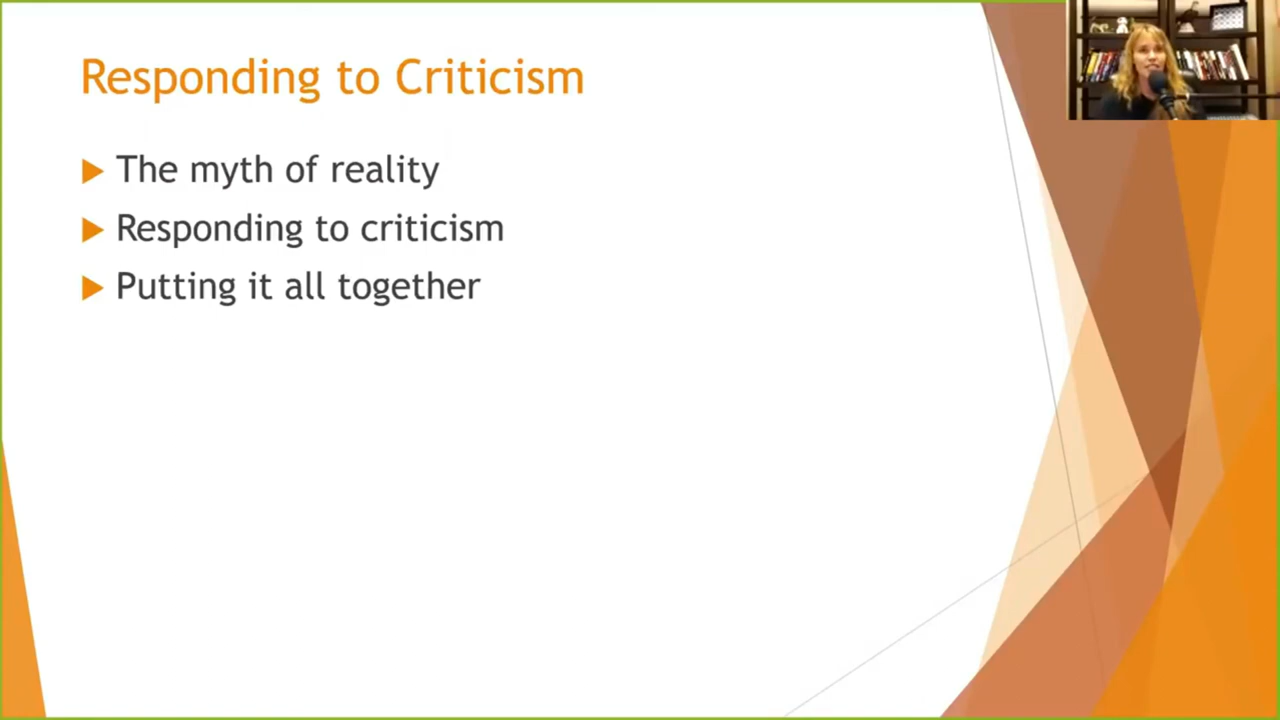 Responding to Criticism
The myth of reality
Responding to criticism
Putting it all together